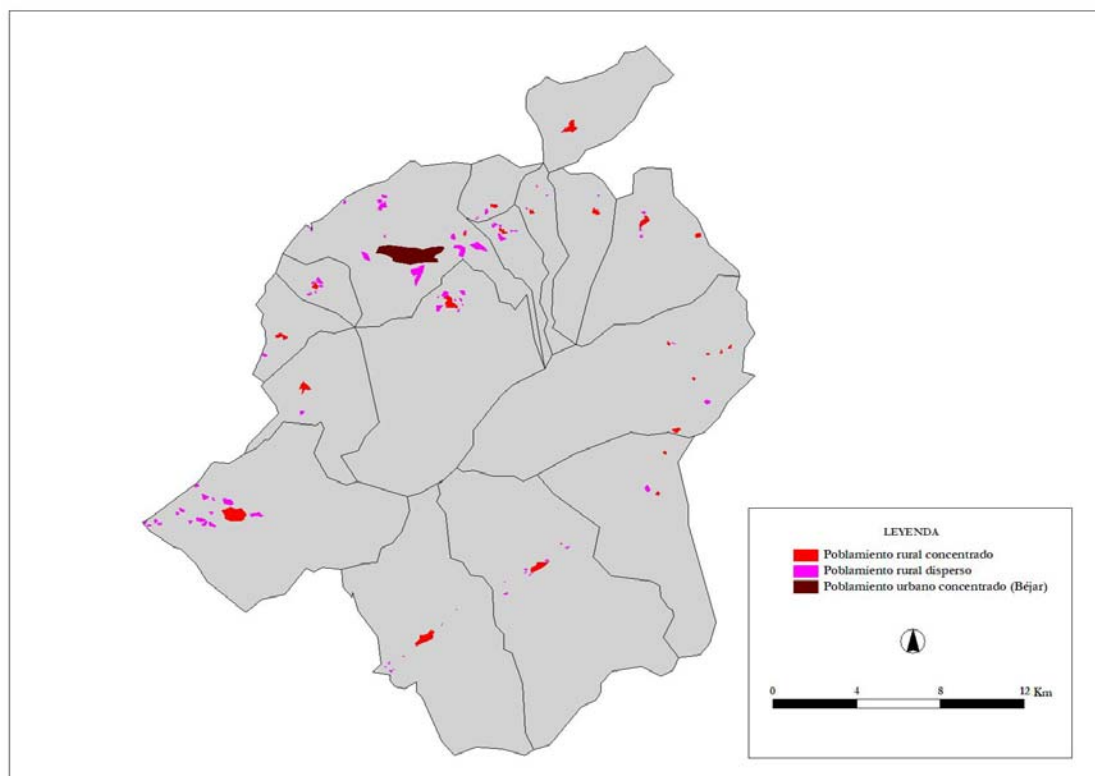 LEYENDA
Poblamiento rural concentrado
Poblamiento rural disperso
Poblamiento urbano concentrado (Béjar)
0 4 8 12 Km